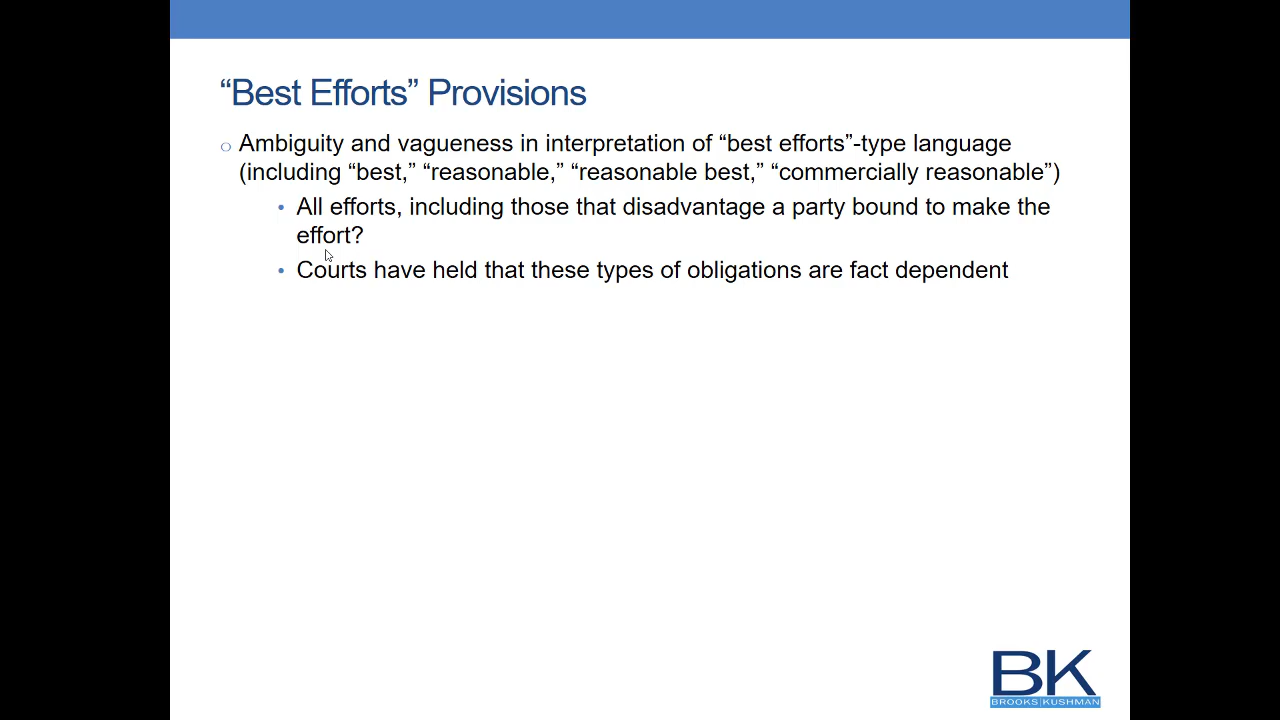 “Best Efforts” Provisions
Ambiguity and vagueness in interpretation of “best efforts”-type language
(including “best,” “reasonable,” “reasonable best,” “commercially reasonable”)
All efforts, including those that disadvantage a party bound to make the
effort?
Courts have held that these types of obligations are fact dependent
BK
BROOKS|KUSHMAN